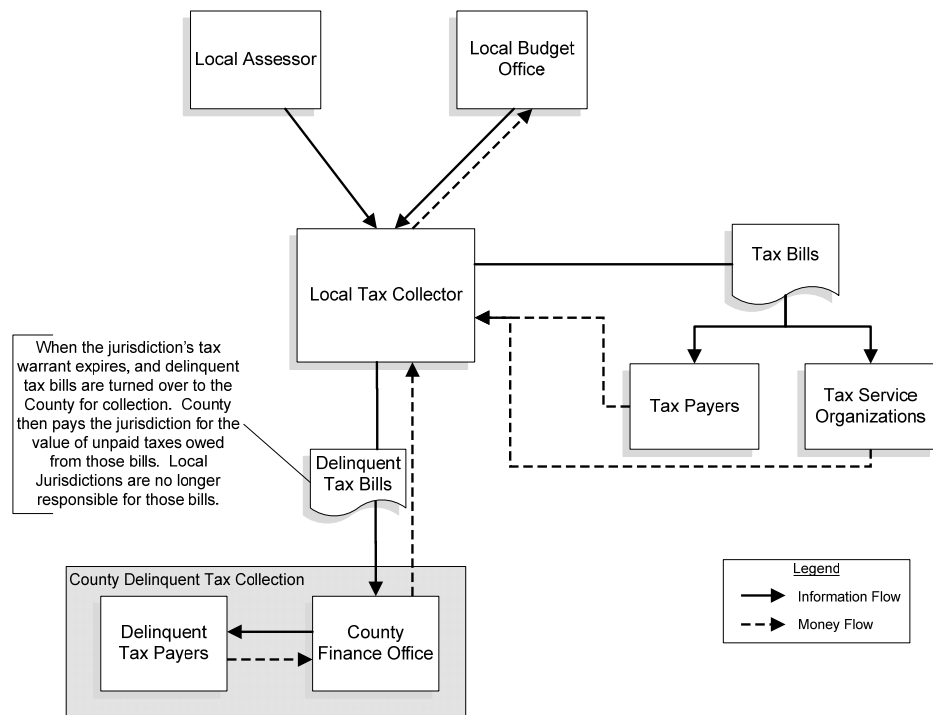 Local Assessor
Local Budget
Office
Local Tax Collector
Tax Bills
Tax Payers
Tax Service
Organizations
When the jurisdiction's tax
warrant expires, and delinquent
tax bills are turned over to the
County for collection. County
then pays the jurisdiction for the
value of unpaid taxes owed
from those bills. Local
Jurisdictions are no longer
responsible for those bills.
Delinquent
Tax Bills
County Delinquent Tax Collection
Delinquent
Tax Payers
County
Finance Office
Legend
Information Flow
Money Flow